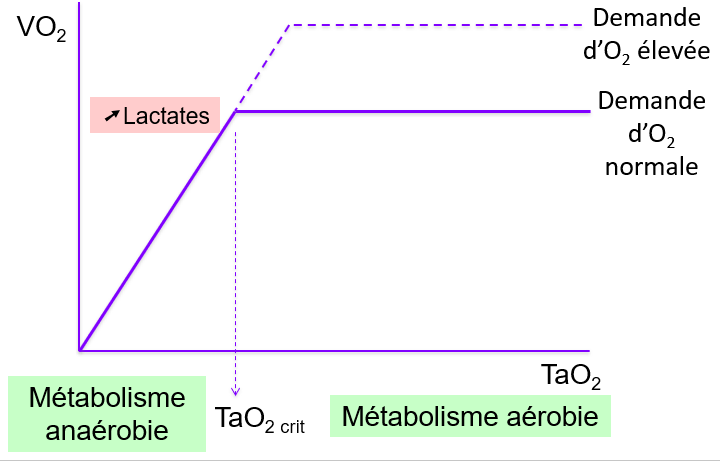 VO₂
Demande
d'O₂ élevée
➚Lactates
Demande
d'O₂
normale
TaO₂
Métabolisme
anaérobie
TaO₂ crit
Métabolisme aérobie